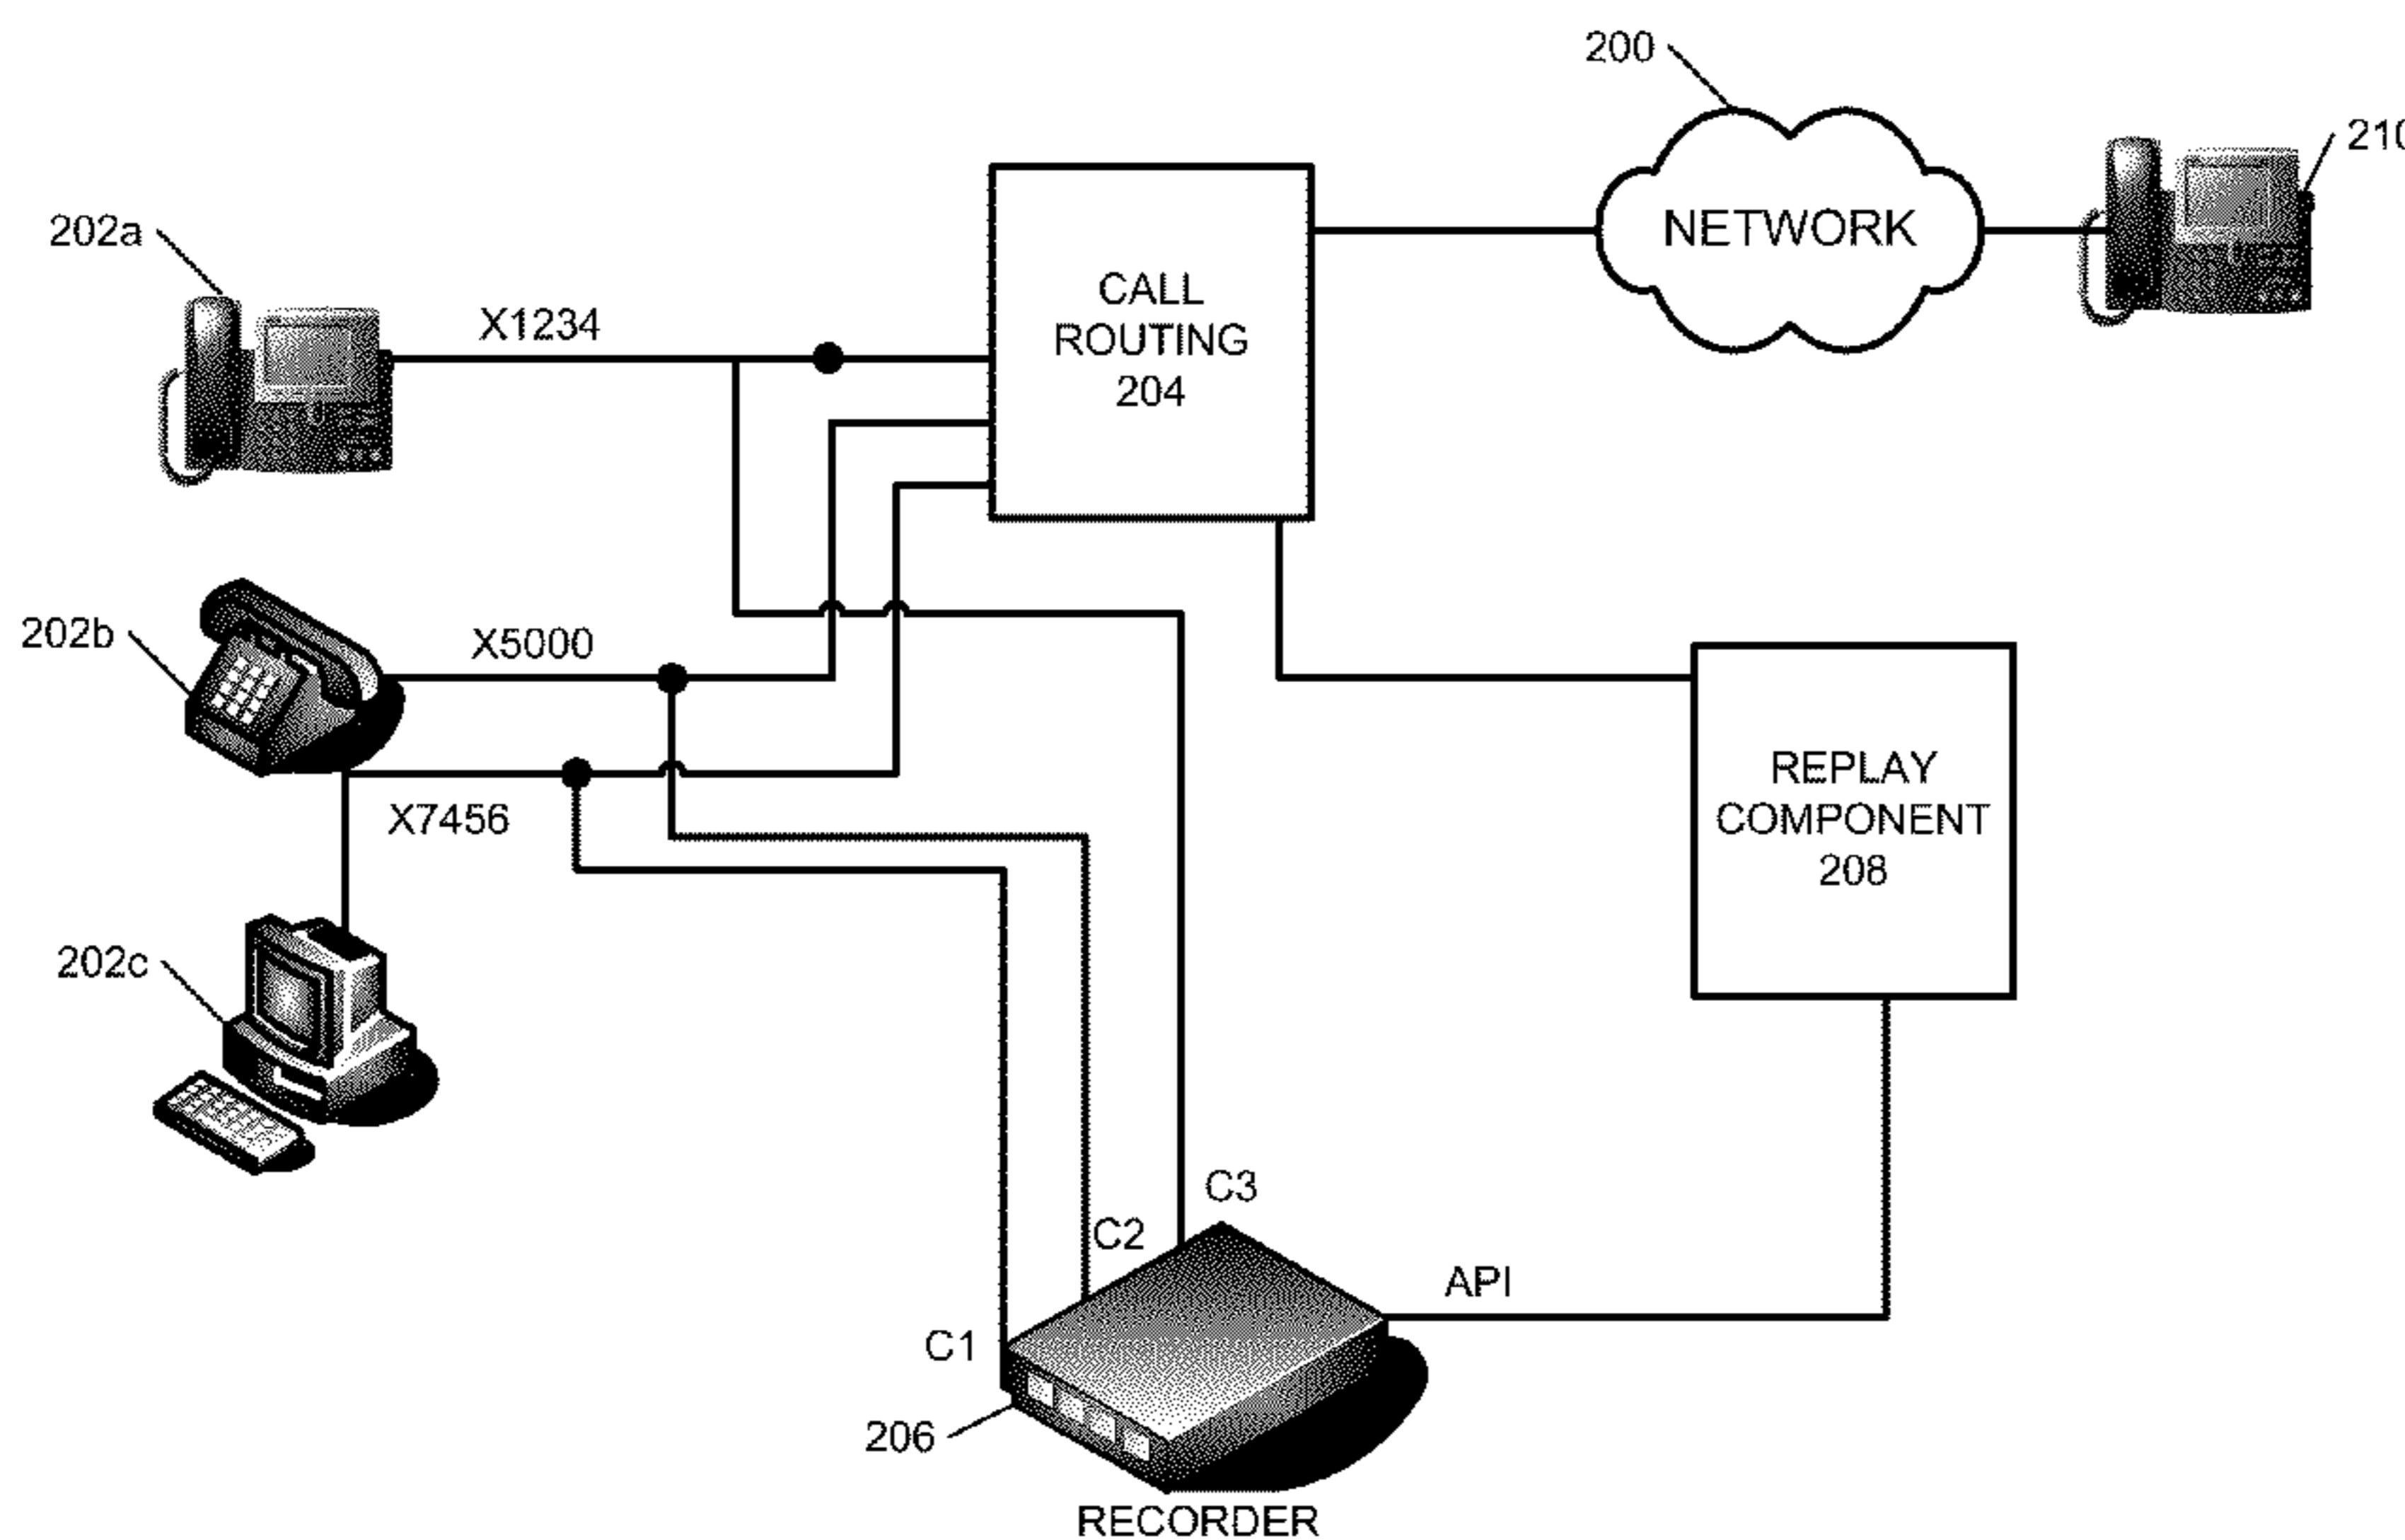 200
210
202a
X1234
CALL
ROUTING
204
NETWORK
202b
X5000
X7456
REPLAY
COMPONENT
208
202c
C3
C2
C1
API
206
RECORDER